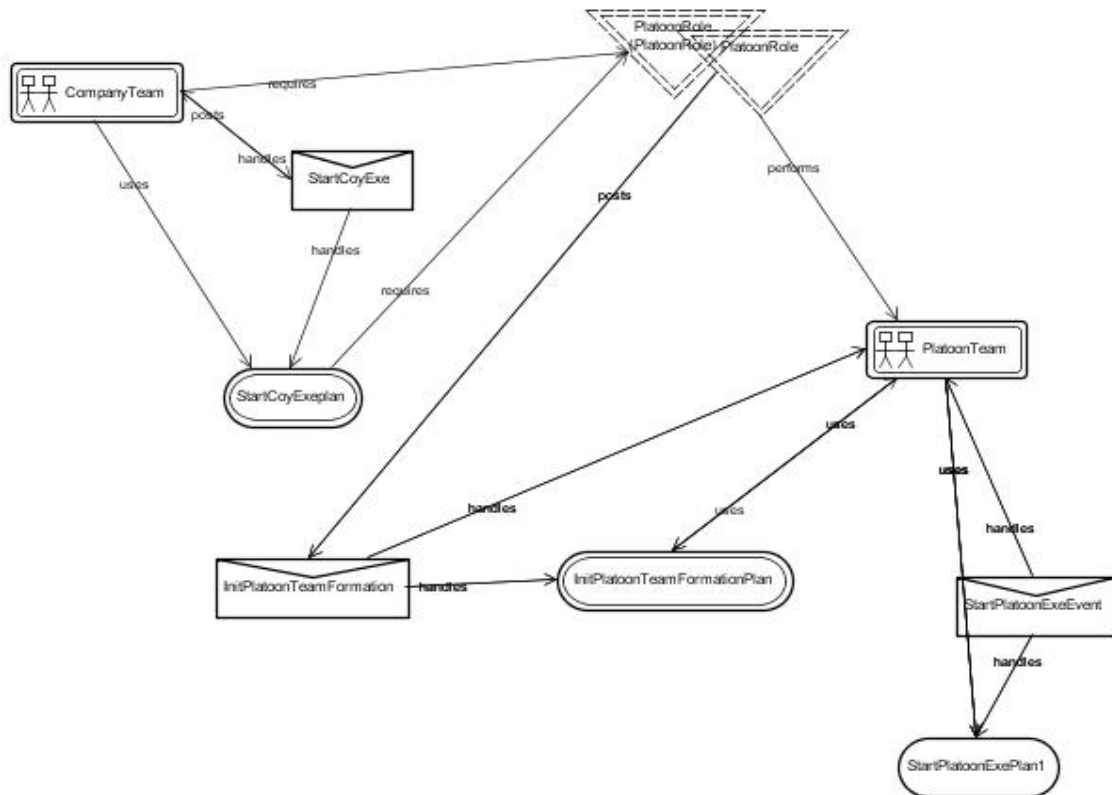 PlatoonRole
(PlatoonRole)
PlatoonRole
CompanyTeam
requires
posts
handles
StartCoyExe
uses
performs
posts
handles
requires
PlatoonTeam
StartCoyExeplan
uses
uses
handles
uses
handles
InitPlatoonTeamFormation
handles
InitPlatoonTeamFormationPlan
StartPlatoonExeEvent
handles
StartPlatoonExePlan1